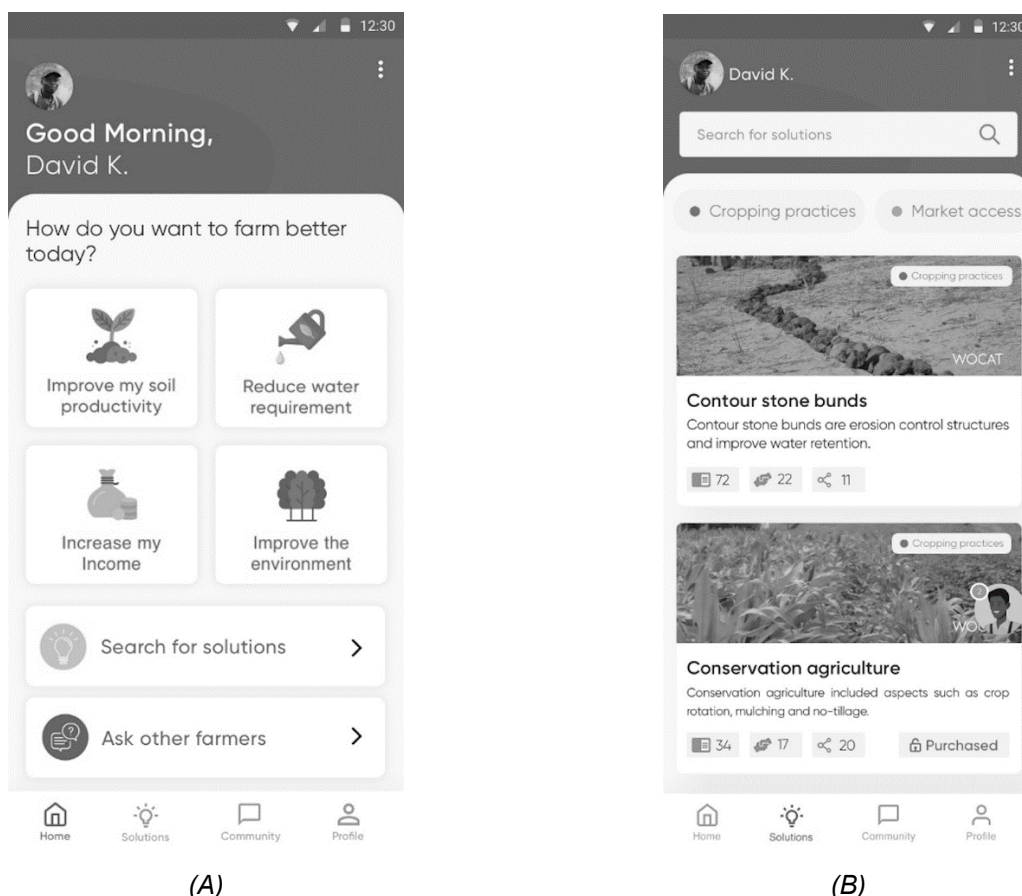 12:30
Good Morning,
David K.
How do you want to farm better
today?
Improve my soil
productivity
Reduce water
requirement
Increase my
Income
Improve the
environment
Search for solutions
Ask other farmers
Home
Solutions
Community
Profile
(A)
12:30
David K.
Search for solutions
Cropping practices
Market access
Cropping practices
WOCAT
Contour stone bunds
Contour stone bunds are erosion control structures
and improve water retention.
72
22
11
Cropping practices
Conservation agriculture
Conservation agriculture included aspects such as crop
rotation, mulching and no-tillage.
34
17
20
Purchased
Home
Solutions
Community
Profile
(B)